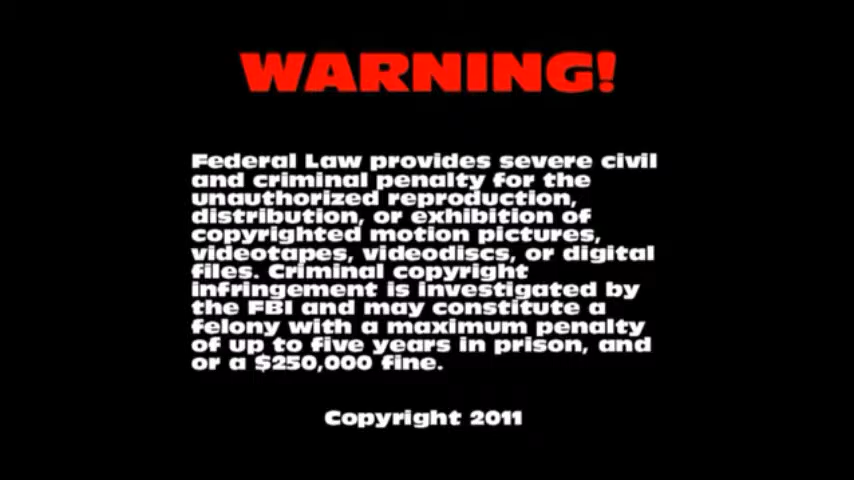 WARNING!
Federal Law provides severe civil
and criminal penalty for the
unauthorized reproduction,
distribution, or exhibition of
copyrighted motion pictures,
videotapes, videodiscs, or digital
files. Criminal copyright
infringement is investigated by
the FBI and may constitute a
felony with a maximum penalty
of up to five years in prison, and
or a $250,000 fine.
Copyright 2011